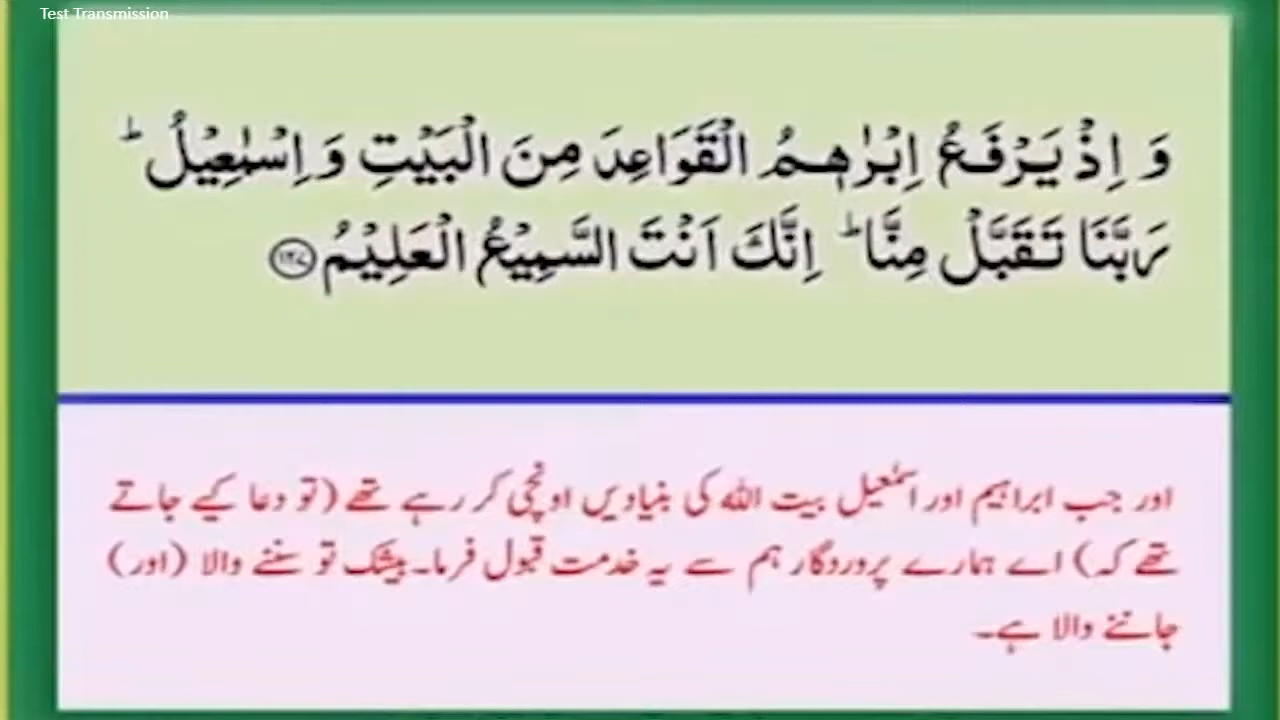 Test Transmission
وَ اِذْ يَرْفَعُ اِبْرٰهٖمُ الْقَوَاعِدَ مِنَ الْبَيْتِ وَ اِسْمٰعِيْلُ ؕ
رَبَّنَا تَقَبَّلْ مِنَّا ؕ اِنَّكَ اَنْتَ السَّمِيْعُ الْعَلِيْمُ ﴿۱۲۷﴾
اور جب ابراہیم اور اسمٰعیل بیت اللہ کی بنیادیں اونچی کر رہے تھے (تو دعا کیے جاتے
تھے کہ) اے ہمارے پروردگار ہم سے یہ خدمت قبول فرما۔ بیشک تو سننے والا (اور)
جاننے والا ہے۔